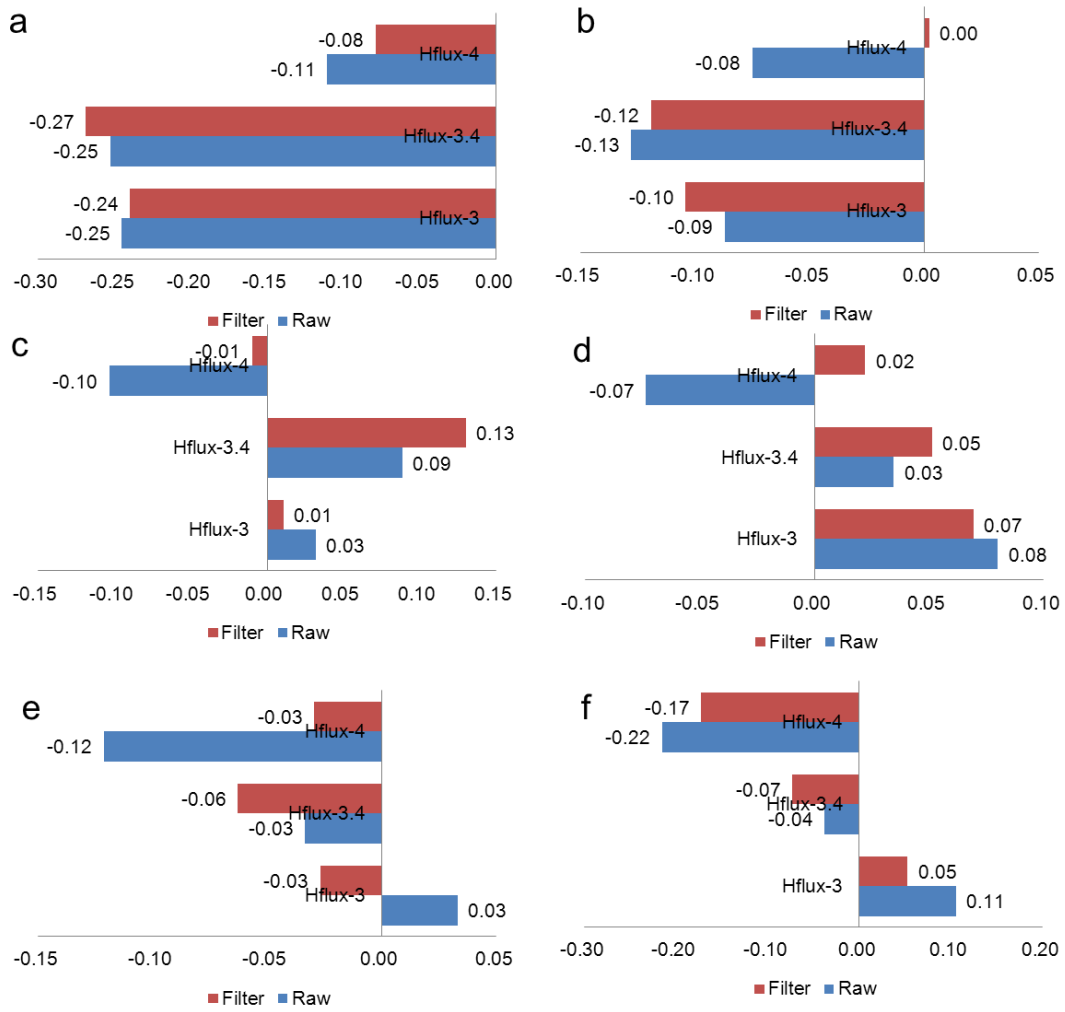 a
-0.08
Hflux-4
-0.11
-0.27
Hflux-3.4
-0.25
-0.24
Hflux-3
-0.25
-0.30 -0.25 -0.20 -0.15 -0.10 -0.05 0.00
Filter Raw
b
0.00
Hflux-4
-0.08
-0.12
Hflux-3.4
-0.13
-0.10
Hflux-3
-0.09
-0.15 -0.10 -0.05 0.00 0.05
Filter Raw
c
-0.01
Hflux-4
-0.10
0.13
Hflux-3.4
0.09
0.01
Hflux-3
0.03
-0.15 -0.10 -0.05 0.00 0.05 0.10 0.15
Filter Raw
d
0.02
Hflux-4
-0.07
0.05
Hflux-3.4
0.03
0.07
Hflux-3
0.08
-0.10 -0.05 0.00 0.05 0.10
Filter Raw
e
-0.03
Hflux-4
-0.12
-0.06
Hflux-3.4
-0.03
-0.03
Hflux-3
0.03
-0.15 -0.10 -0.05 0.00 0.05
Filter Raw
f
-0.17
Hflux-4
-0.22
-0.07
Hflux-3.4
-0.04
0.05
Hflux-3
0.11
-0.30 -0.20 -0.10 0.00 0.10 0.20
Filter Raw